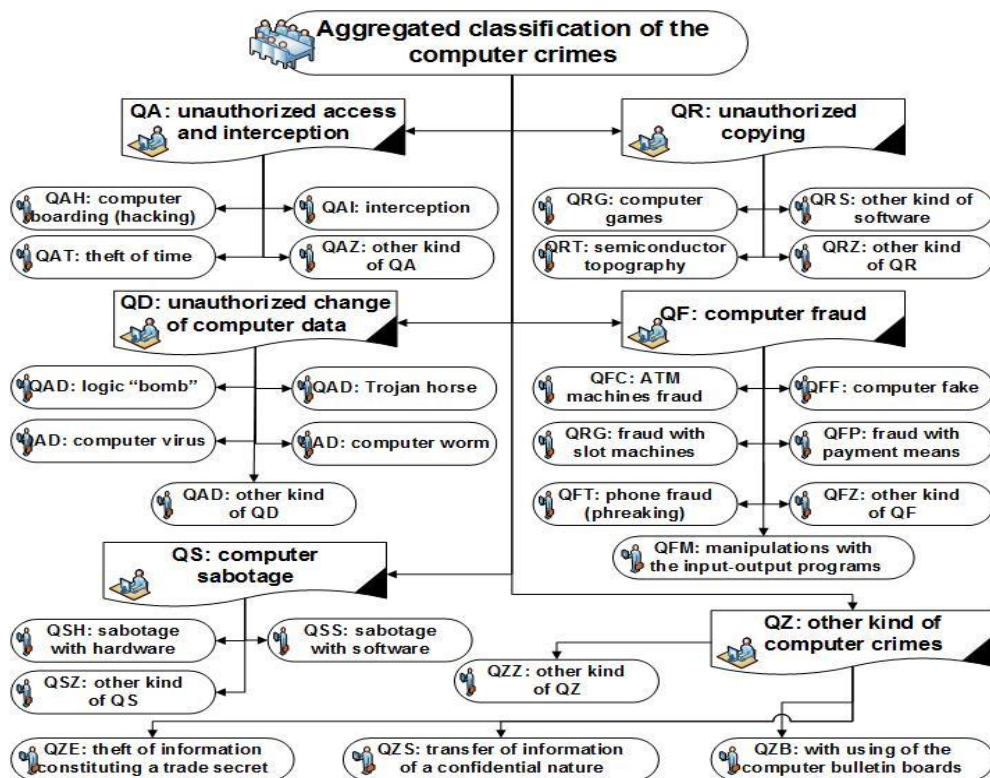 Aggregated classification of the
computer crimes
QA: unauthorized access
and interception
QR: unauthorized
copying
QAH: computer
boarding (hacking)
QAI: interception
QAT: theft of time
QAZ: other kind
of QA
QRG: computer
games
QRS: other kind of
software
QRT: semiconductor
topography
QRZ: other kind
of QR
QD: unauthorized change
of computer data
QF: computer fraud
QAD: logic “bomb”
QAD: Trojan horse
AD: computer virus
AD: computer worm
QAD: other kind
of QD
QFC: ATM
machines fraud
QFF: computer fake
QRG: fraud with
slot machines
QFP: fraud with
payment means
QFT: phone fraud
(phreaking)
QFZ: other kind
of QF
QFM: manipulations with
the input-output programs
QS: computer
sabotage
QSH: sabotage
with hardware
QSS: sabotage
with software
QSZ: other kind
of QS
QZ: other kind of
computer crimes
QZZ: other kind
of QZ
QZE: theft of information
constituting a trade secret
QZS: transfer of information
of a confidential nature
QZB: with using of the
computer bulletin boards